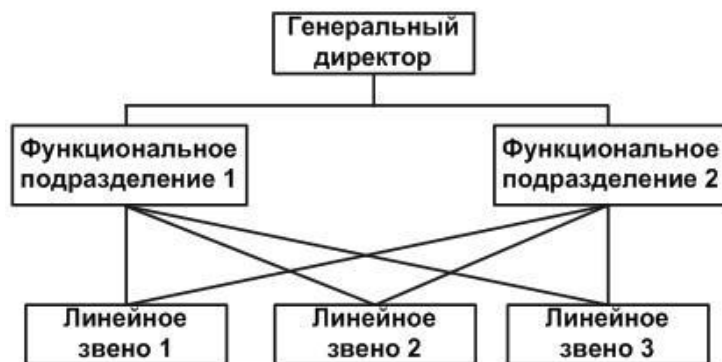 Генеральный
директор
Функциональное
подразделение 1
Функциональное
подразделение 2
Линейное
звено 1
Линейное
звено 2
Линейное
звено 3